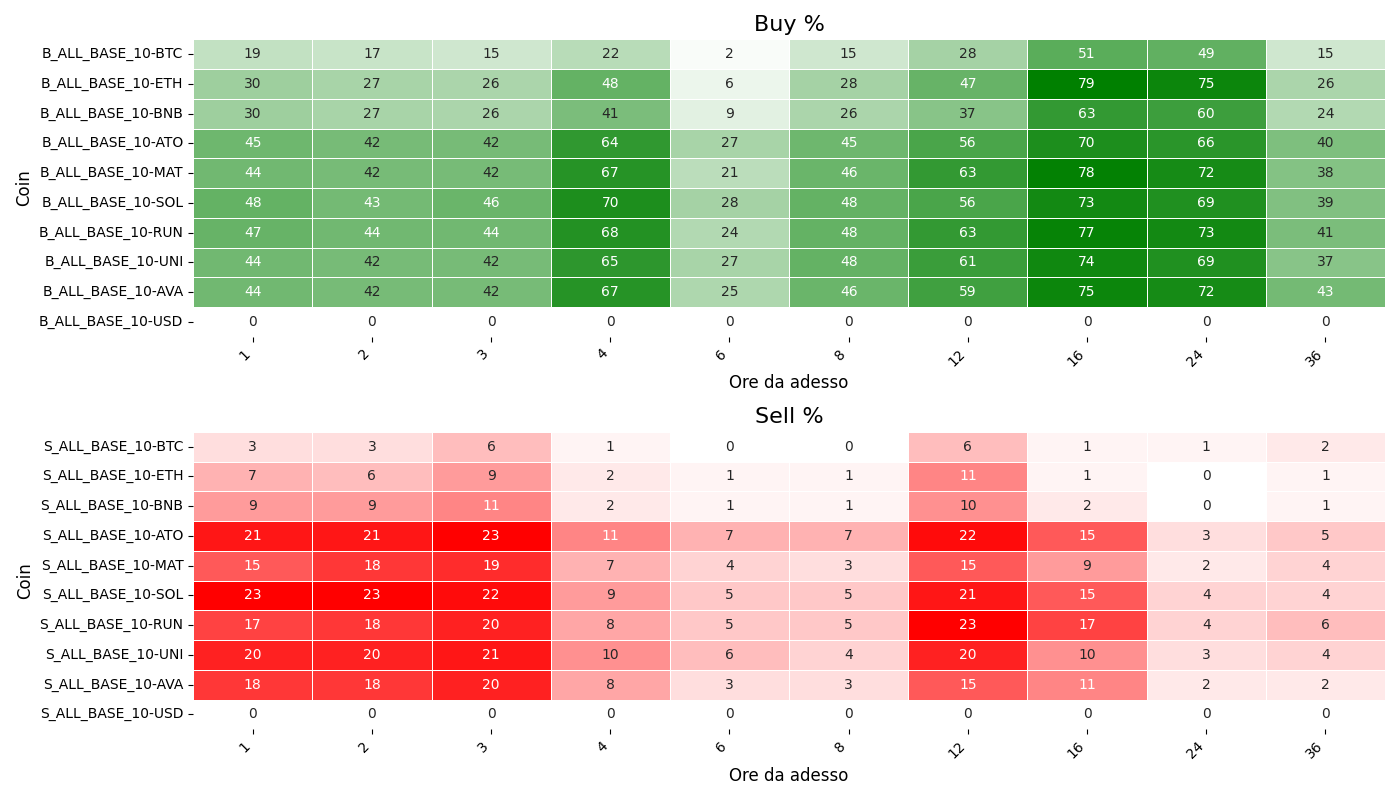 Buy %
Coin
B_ALL_BASE_10-BTC 19 17 15 22 2 15 28 51 49 15
B_ALL_BASE_10-ETH 30 27 26 48 6 28 47 79 75 26
B_ALL_BASE_10-BNB 30 27 26 41 9 26 37 63 60 24
B_ALL_BASE_10-ATO 45 42 42 64 27 45 56 70 66 40
B_ALL_BASE_10-MAT 44 42 42 67 21 46 63 78 72 38
B_ALL_BASE_10-SOL 48 43 46 70 28 48 56 73 69 39
B_ALL_BASE_10-RUN 47 44 44 68 24 48 63 77 73 41
B_ALL_BASE_10-UNI 44 42 42 65 27 48 61 74 69 37
B_ALL_BASE_10-AVA 44 42 42 67 25 46 59 75 72 43
B_ALL_BASE_10-USD 0 0 0 0 0 0 0 0 0 0
1 2 3 4 6 8 12 16 24 36
Ore da adesso
Sell %
Coin
S_ALL_BASE_10-BTC 3 3 6 1 0 0 6 1 1 2
S_ALL_BASE_10-ETH 7 6 9 2 1 1 11 1 0 1
S_ALL_BASE_10-BNB 9 9 11 2 1 1 10 2 0 1
S_ALL_BASE_10-ATO 21 21 23 11 7 7 22 15 3 5
S_ALL_BASE_10-MAT 15 18 19 7 4 3 15 9 2 4
S_ALL_BASE_10-SOL 23 23 22 9 5 5 21 15 4 4
S_ALL_BASE_10-RUN 17 18 20 8 5 5 23 17 4 6
S_ALL_BASE_10-UNI 20 20 21 10 6 4 20 10 3 4
S_ALL_BASE_10-AVA 18 18 20 8 3 3 15 11 2 2
S_ALL_BASE_10-USD 0 0 0 0 0 0 0 0 0 0
1 2 3 4 6 8 12 16 24 36
Ore da adesso